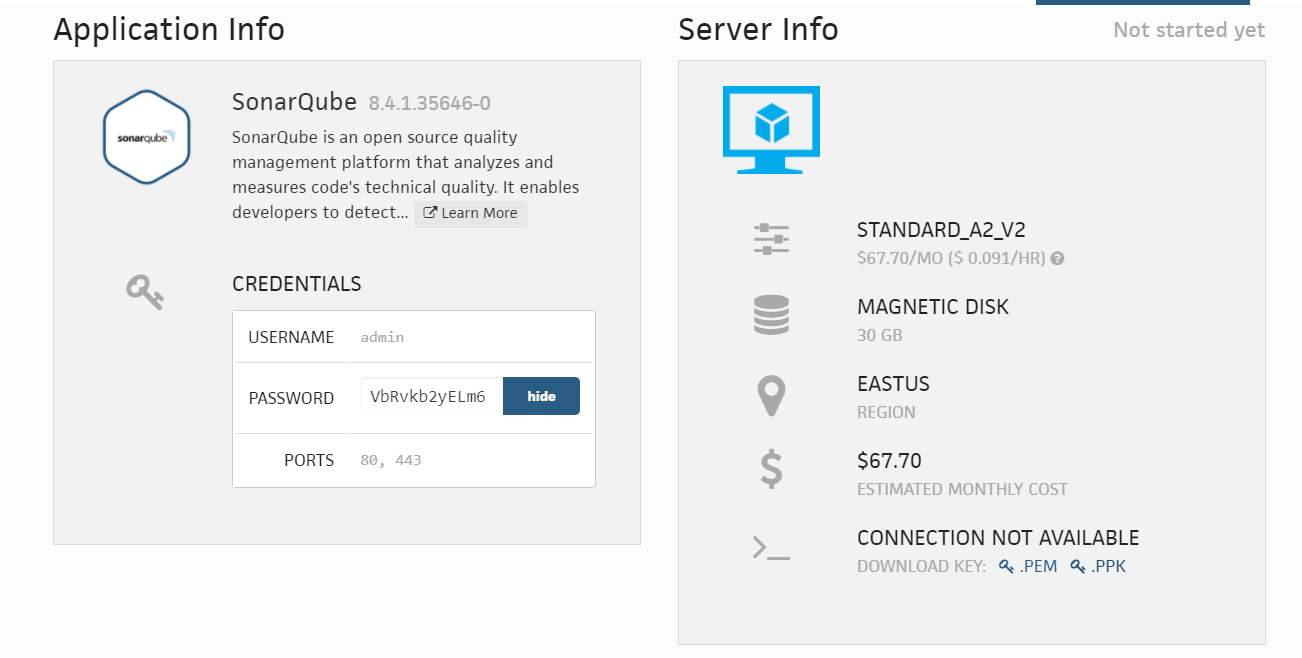 Application Info
sonarqube
SonarQube 8.4.1.35646-0
SonarQube is an open source quality
management platform that analyzes and
measures code's technical quality. It enables
developers to detect... Learn More
CREDENTIALS
USERNAME admin
PASSWORD VbRvkb2yELm6 hide
PORTS 80, 443
Server Info
Not started yet
STANDARD_A2_V2
$67.70/MO ($ 0.091/HR) ?
MAGNETIC DISK
30 GB
EASTUS
REGION
$67.70
ESTIMATED MONTHLY COST
CONNECTION NOT AVAILABLE
DOWNLOAD KEY: .PEM .PPK